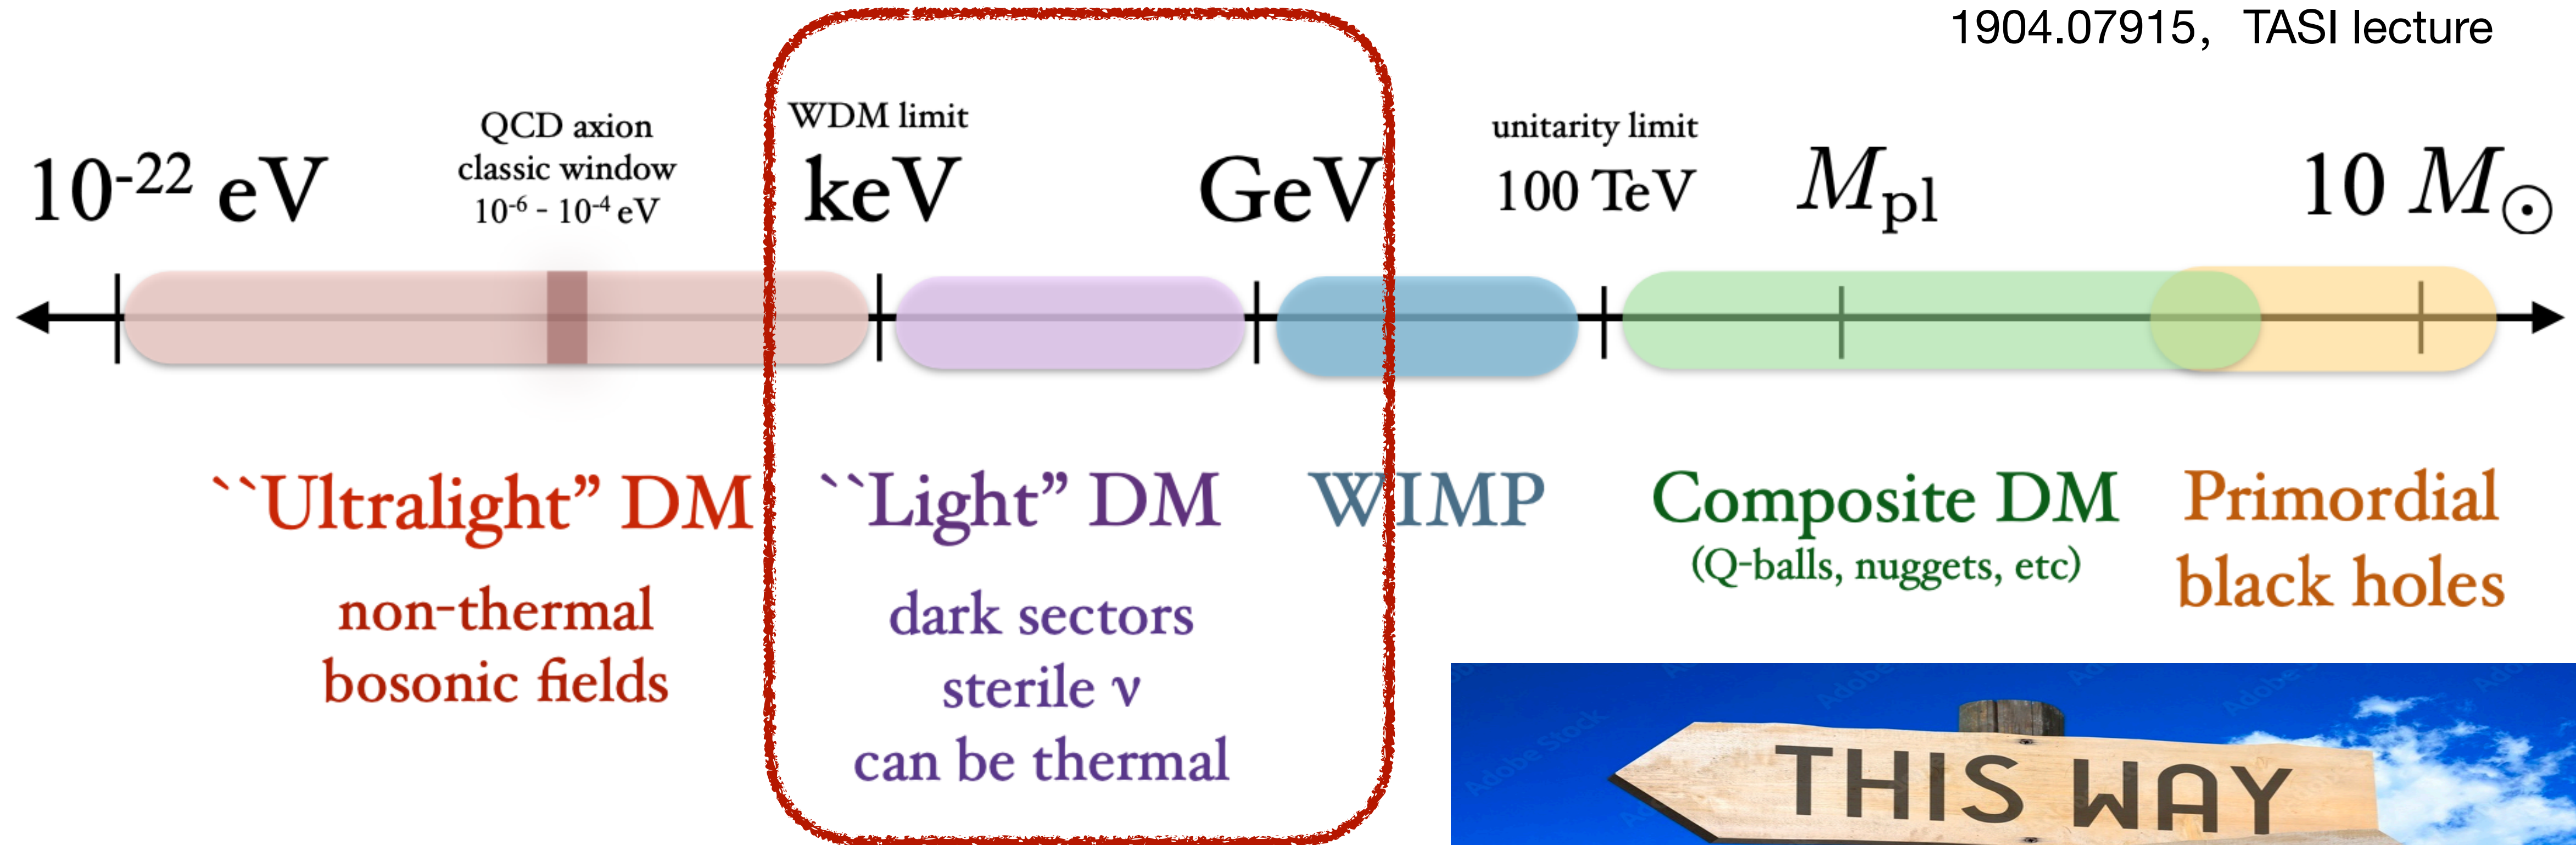 1904.07915,  TASI lecture
10⁻²² eV
QCD axion
classic window
10⁻⁶ - 10⁻⁴ eV
WDM limit
keV
GeV
unitarity limit
100 TeV
Mpl
10 M☉
``Ultralight” DM
non-thermal
bosonic fields
``Light” DM
dark sectors
sterile ν
can be thermal
WIMP
Composite DM
(Q-balls, nuggets, etc)
Primordial
black holes
Adobe Stock
THIS WAY